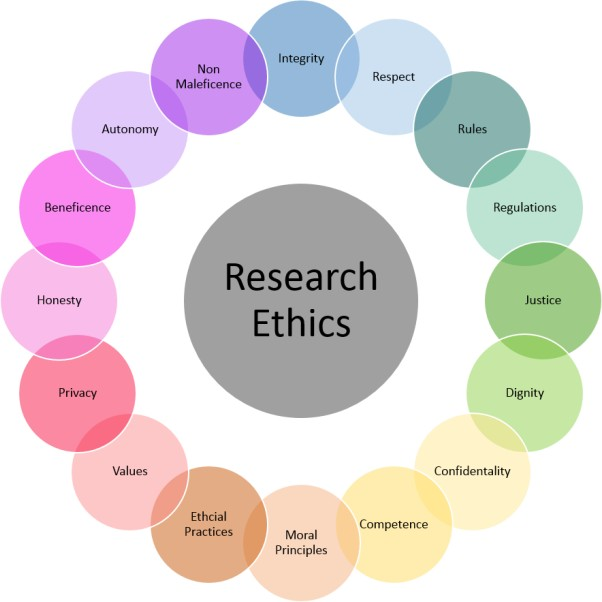 Research
Ethics
Integrity
Respect
Rules
Regulations
Justice
Dignity
Confidentality
Competence
Moral
Principles
Ethcial
Practices
Values
Privacy
Honesty
Beneficence
Autonomy
Non
Maleficence